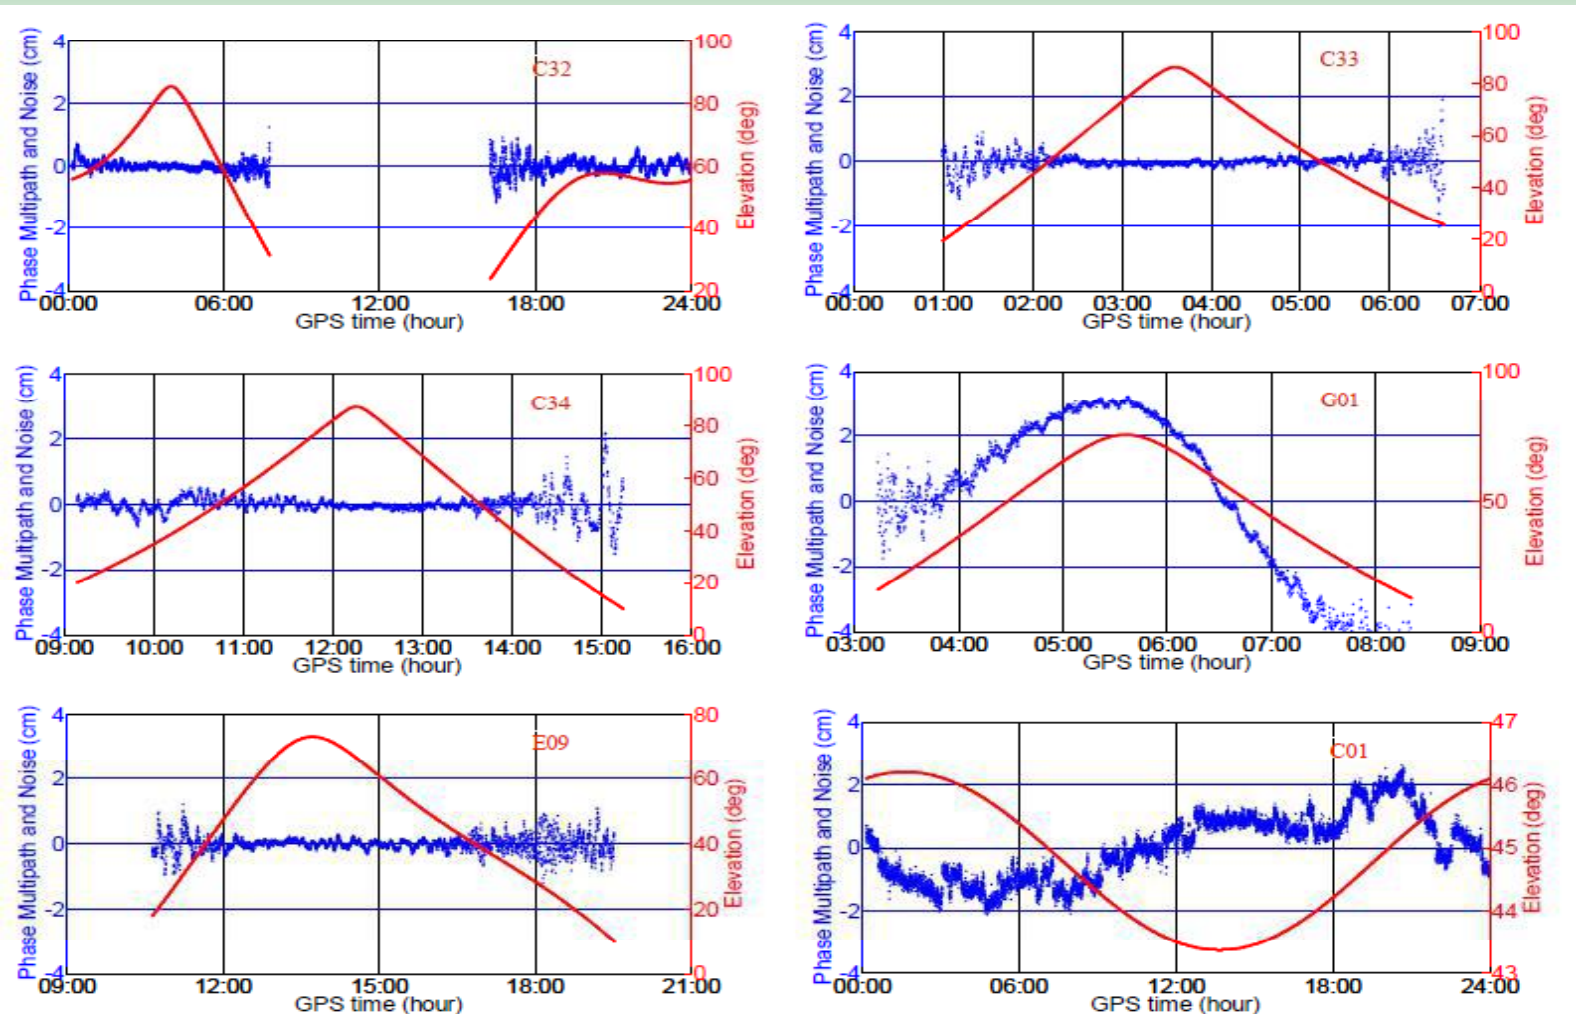 Phase Multipath and Noise (cm)
4
2
0
-2
-4
C32
100
80
60
40
20
Elevation (deg)
00:00 06:00 12:00 18:00 24:00
GPS time (hour)
Phase Multipath and Noise (cm)
4
2
0
-2
-4
C33
100
80
60
40
20
0
Elevation (deg)
00:00 01:00 02:00 03:00 04:00 05:00 06:00 07:00
GPS time (hour)
Phase Multipath and Noise (cm)
4
2
0
-2
-4
C34
100
80
60
40
20
0
Elevation (deg)
09:00 10:00 11:00 12:00 13:00 14:00 15:00 16:00
GPS time (hour)
Phase Multipath and Noise (cm)
4
2
0
-2
-4
G01
100
50
0
Elevation (deg)
03:00 04:00 05:00 06:00 07:00 08:00 09:00
GPS time (hour)
Phase Multipath and Noise (cm)
4
2
0
-2
-4
E09
80
60
40
20
0
Elevation (deg)
09:00 12:00 15:00 18:00 21:00
GPS time (hour)
Phase Multipath and Noise (cm)
4
2
0
-2
-4
C01
47
46
45
44
43
Elevation (deg)
00:00 06:00 12:00 18:00 24:00
GPS time (hour)